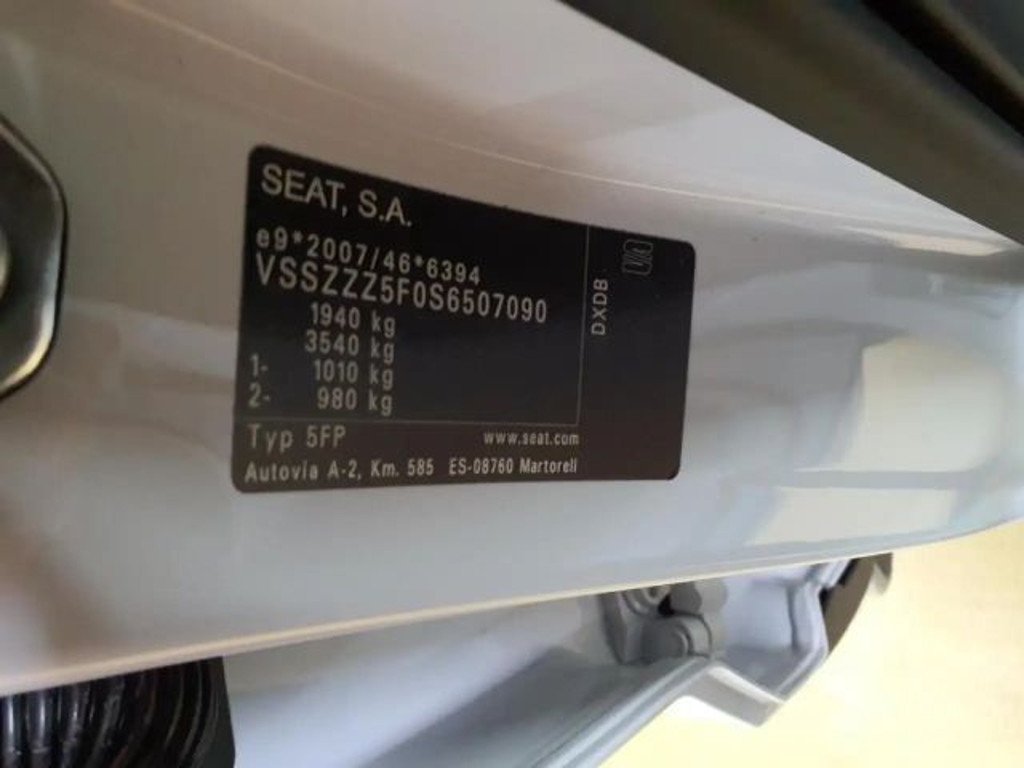 SEAT, S.A.
e9*2007/46*6394
VSSZZZ5F0S6507090
1940 kg
3540 kg
1- 1010 kg
2- 980 kg
Typ 5FP
www.seat.com
Autovia A-2, Km. 585 ES-08760 Martorell
DXDB